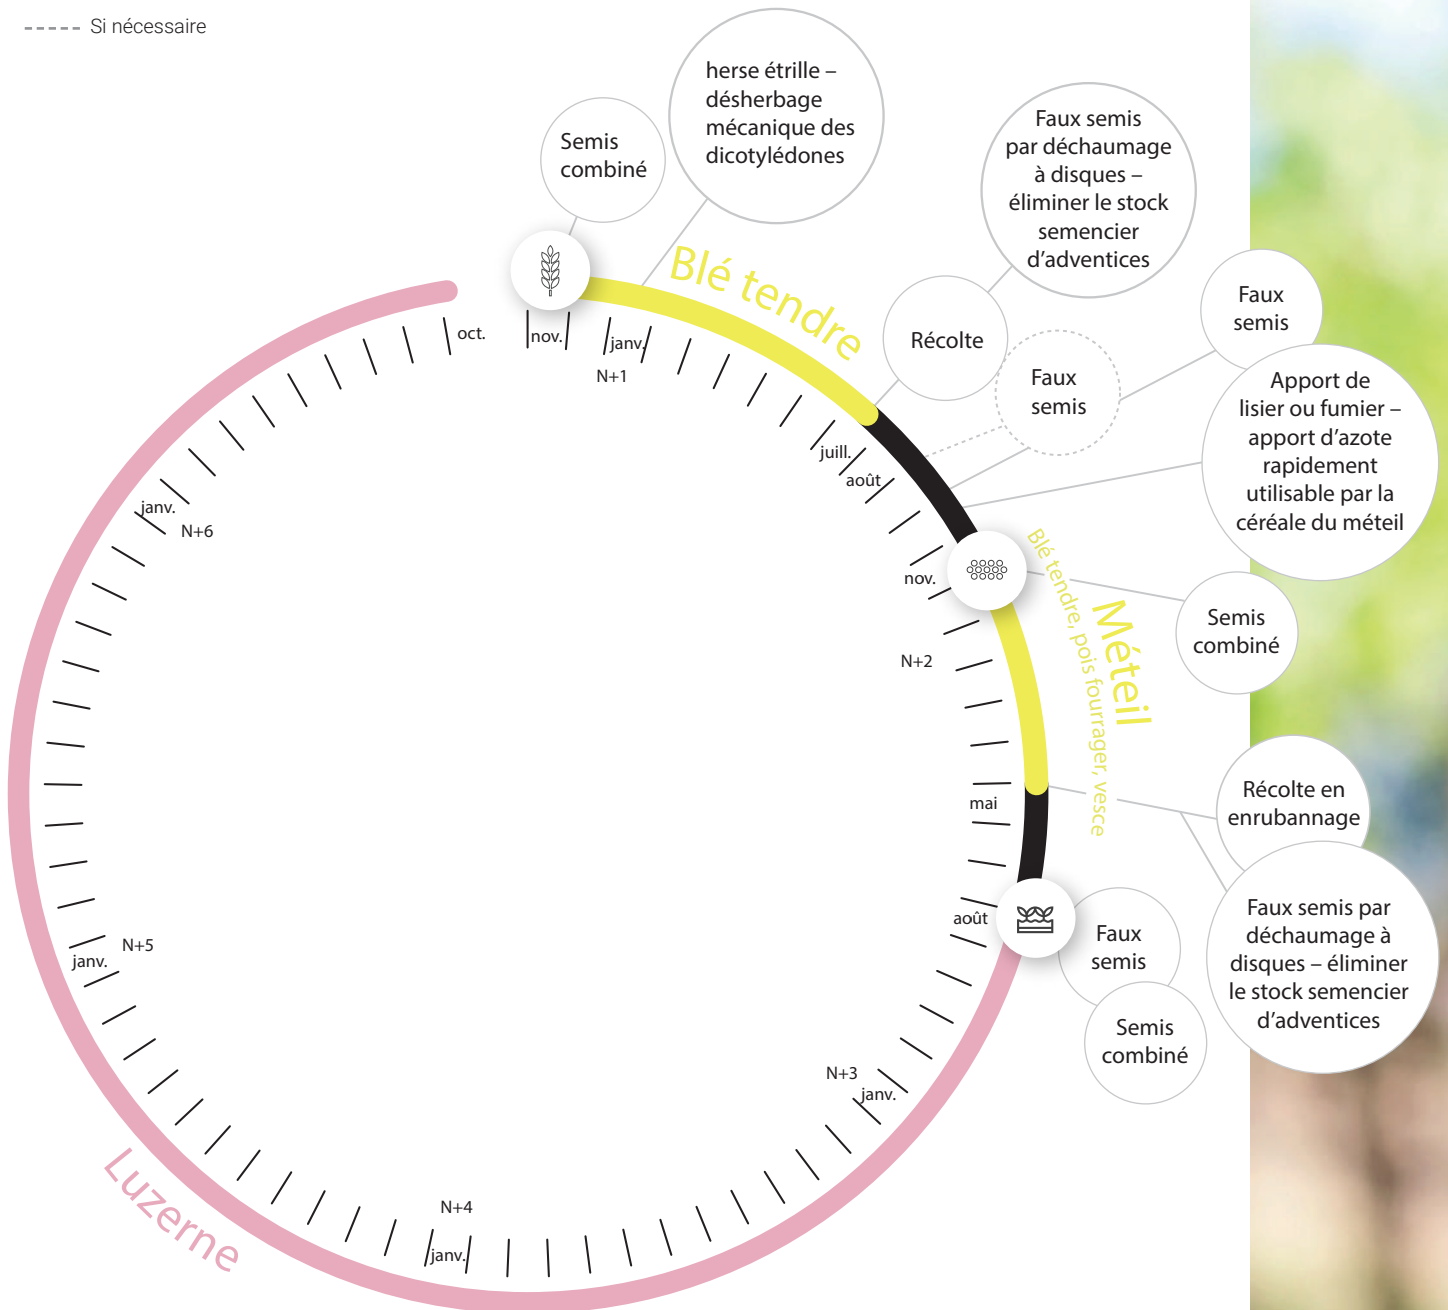 Si nécessaire
herse étrille –
désherbage
mécanique des
dicotylédones
Semis
combiné
Faux semis
par déchaumage
à disques –
éliminer le stock
semencier
d'adventices
Blé tendre
Récolte
Faux
semis
Faux
semis
Apport de
lisier ou fumier –
apport d'azote
rapidement
utilisable par la
céréale du méteil
Semis
combiné
Méteil
Blé tendre, pois fourrager, vesce
Récolte en
enrubannage
Faux semis par
déchaumage à
disques – éliminer
le stock semencier
d'adventices
Faux
semis
Semis
combiné
Luzerne
oct.
nov.
janv.
N+1
juill.
août
nov.
N+2
mai
août
N+3
janv.
N+4
janv.
N+5
janv.
janv.
N+6